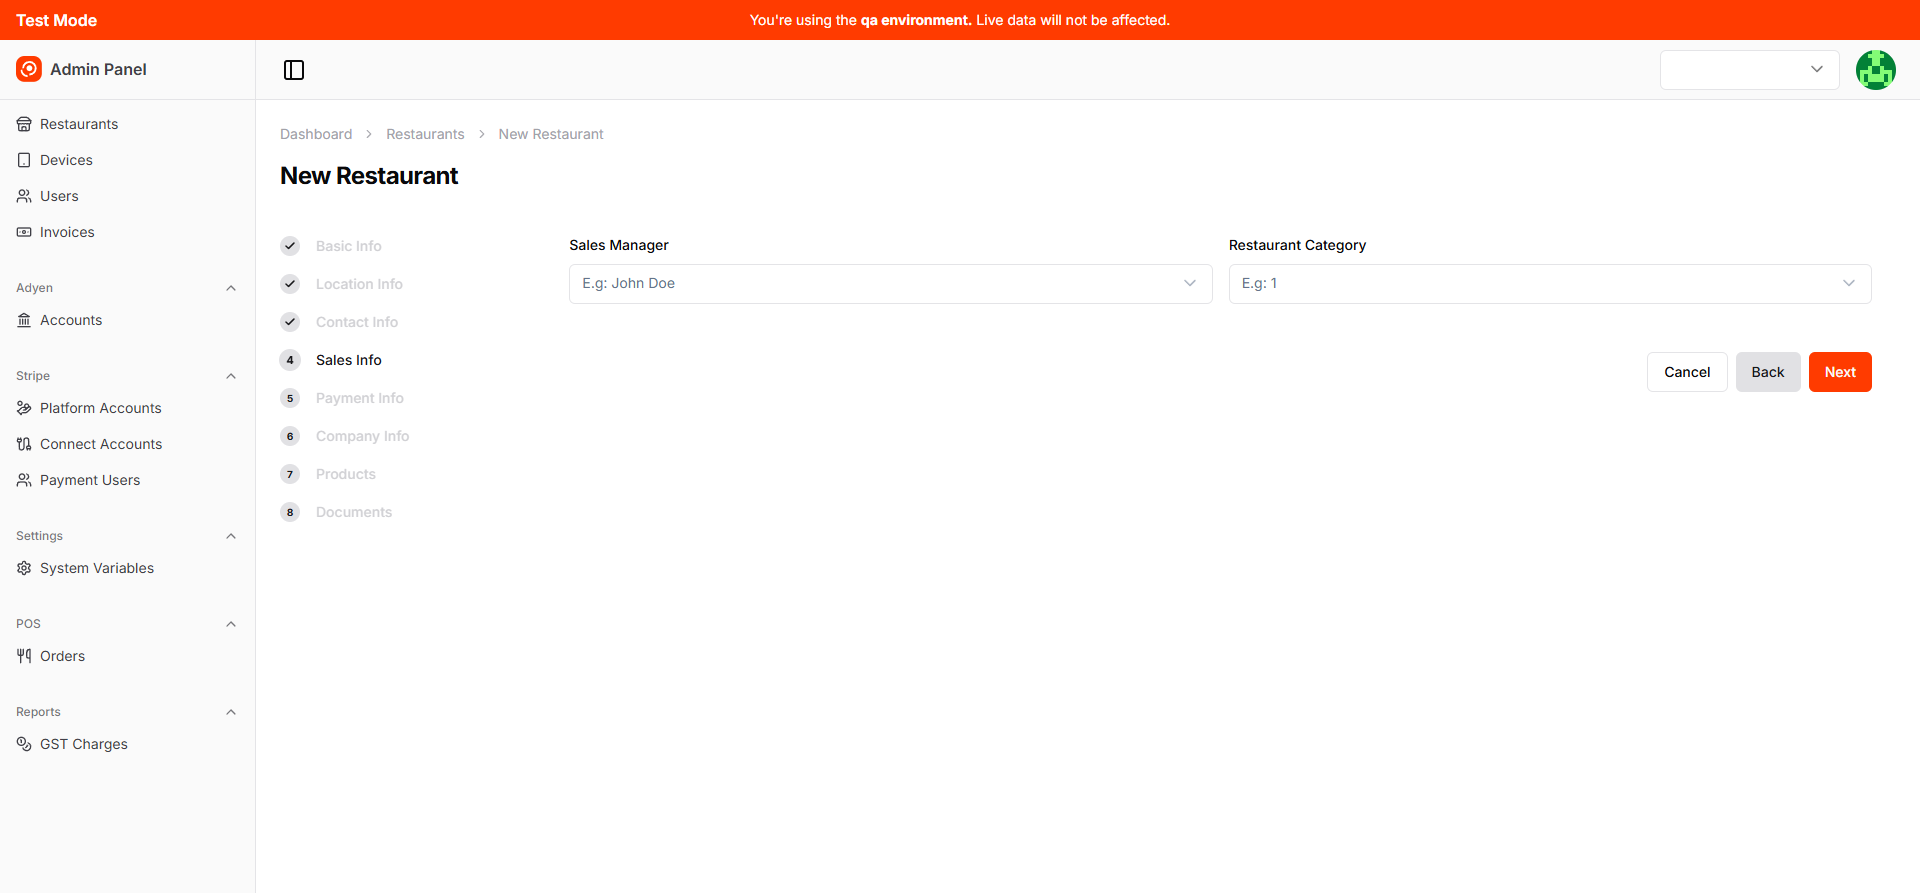 Test Mode
You're using the qa environment. Live data will not be affected.
Admin Panel
Restaurants
Devices
Users
Invoices
Adyen
Accounts
Stripe
Platform Accounts
Connect Accounts
Payment Users
Settings
System Variables
POS
Orders
Reports
GST Charges
Dashboard > Restaurants > New Restaurant
New Restaurant
Basic Info
Location Info
Contact Info
4 Sales Info
5 Payment Info
6 Company Info
7 Products
8 Documents
Sales Manager
E.g: John Doe
Restaurant Category
E.g: 1
Cancel Back Next